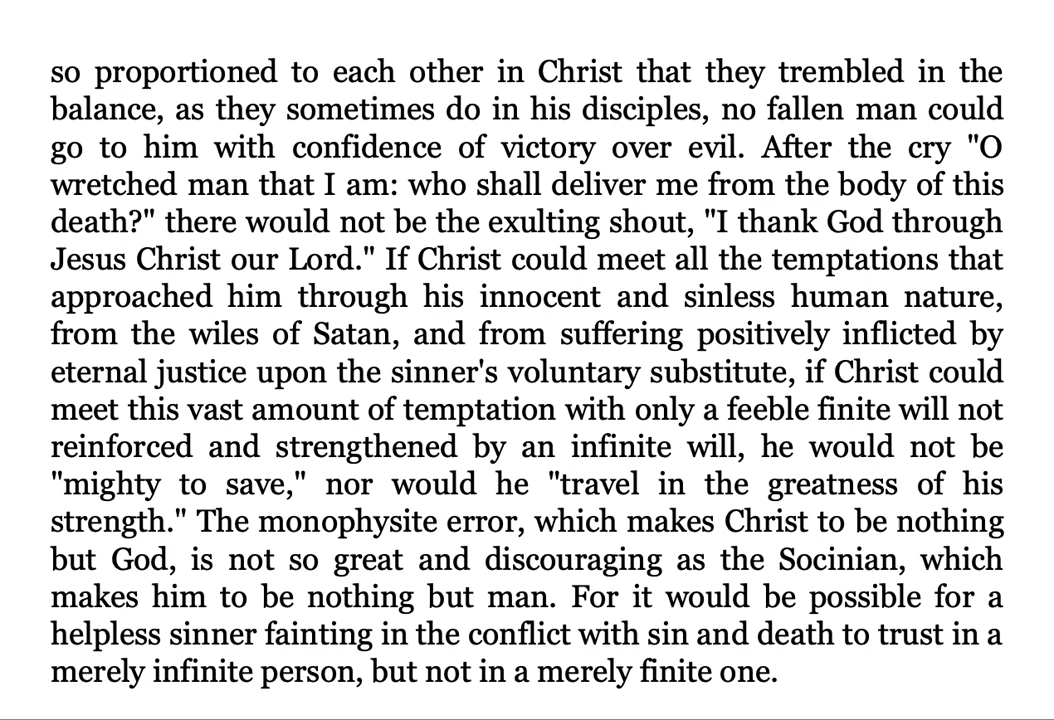 so proportioned to each other in Christ that they trembled in the
balance, as they sometimes do in his disciples, no fallen man could
go to him with confidence of victory over evil. After the cry "O
wretched man that I am: who shall deliver me from the body of this
death?" there would not be the exulting shout, "I thank God through
Jesus Christ our Lord." If Christ could meet all the temptations that
approached him through his innocent and sinless human nature,
from the wiles of Satan, and from suffering positively inflicted by
eternal justice upon the sinner's voluntary substitute, if Christ could
meet this vast amount of temptation with only a feeble finite will not
reinforced and strengthened by an infinite will, he would not be
"mighty to save," nor would he "travel in the greatness of his
strength." The monophysite error, which makes Christ to be nothing
but God, is not so great and discouraging as the Socinian, which
makes him to be nothing but man. For it would be possible for a
helpless sinner fainting in the conflict with sin and death to trust in a
merely infinite person, but not in a merely finite one.